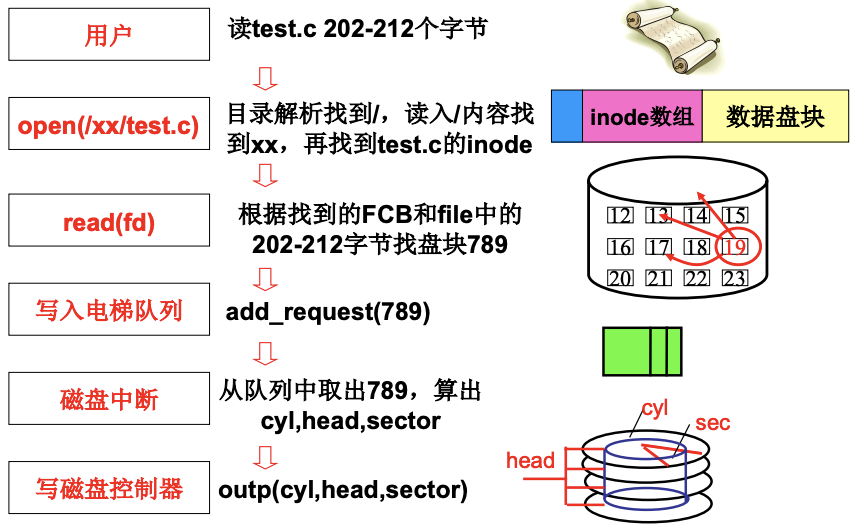 用户
读test.c 202-212个字节
open(/xx/test.c)
目录解析找到/，读入/内容找
到xx，再找到test.c的inode
inode数组
数据盘块
read(fd)
根据找到的FCB和file中的
202-212字节找盘块789
12 13 14 15
16 17 18 19
20 21 22 23
写入电梯队列
add_request(789)
磁盘中断
从队列中取出789，算出
cyl,head,sector
cyl
sec
head
写磁盘控制器
outp(cyl,head,sector)